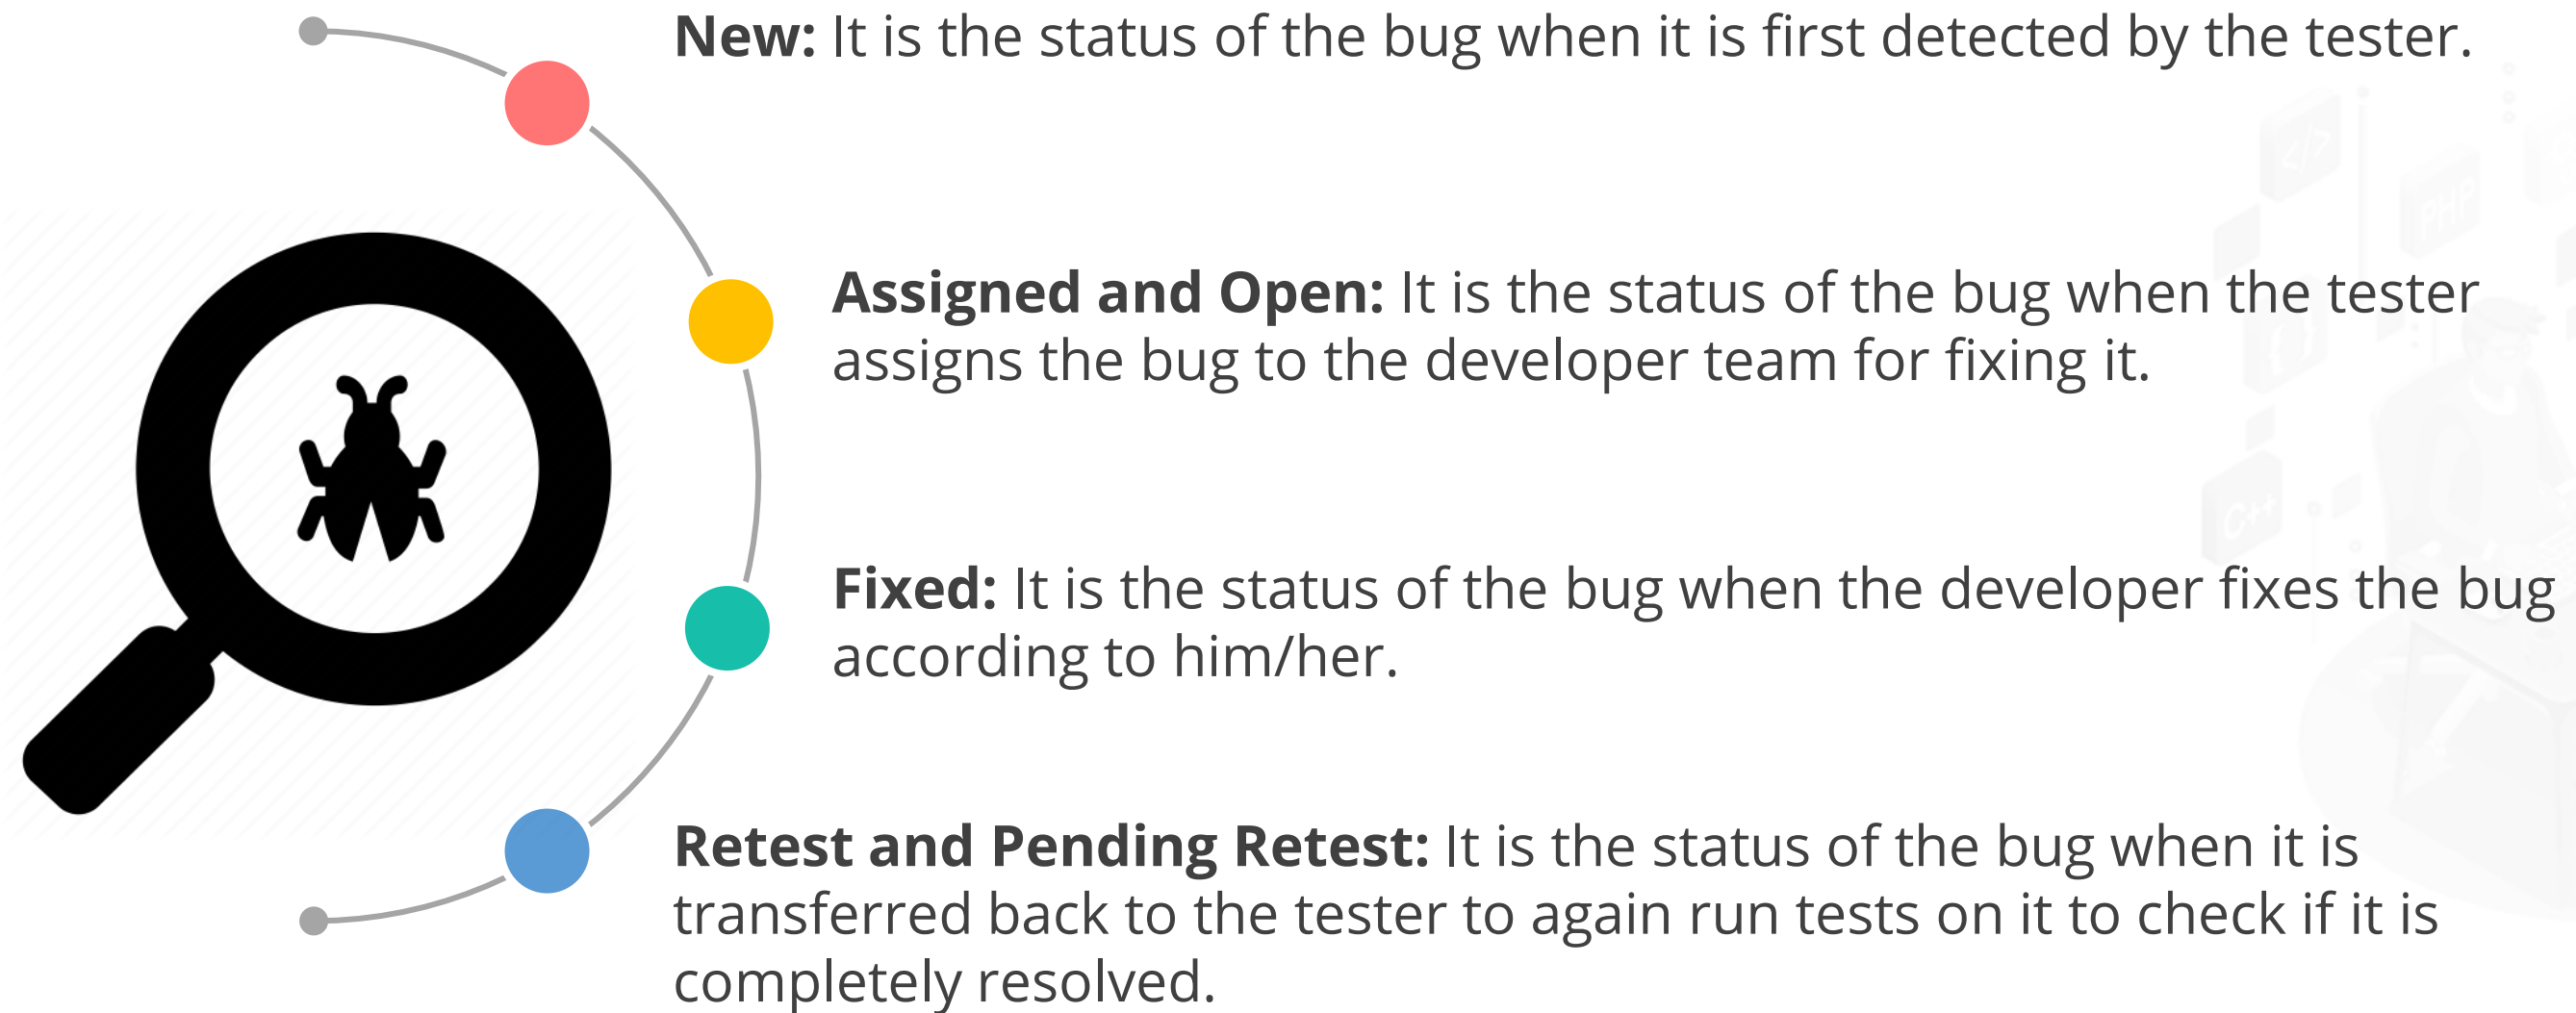 New: It is the status of the bug when it is first detected by the tester.
</>
PHP
Assigned and Open: It is the status of the bug when the tester
assigns the bug to the developer team for fixing it.
{ }
C++
Fixed: It is the status of the bug when the developer fixes the bug
according to him/her.
Retest and Pending Retest: It is the status of the bug when it is
transferred back to the tester to again run tests on it to check if it is
completely resolved.